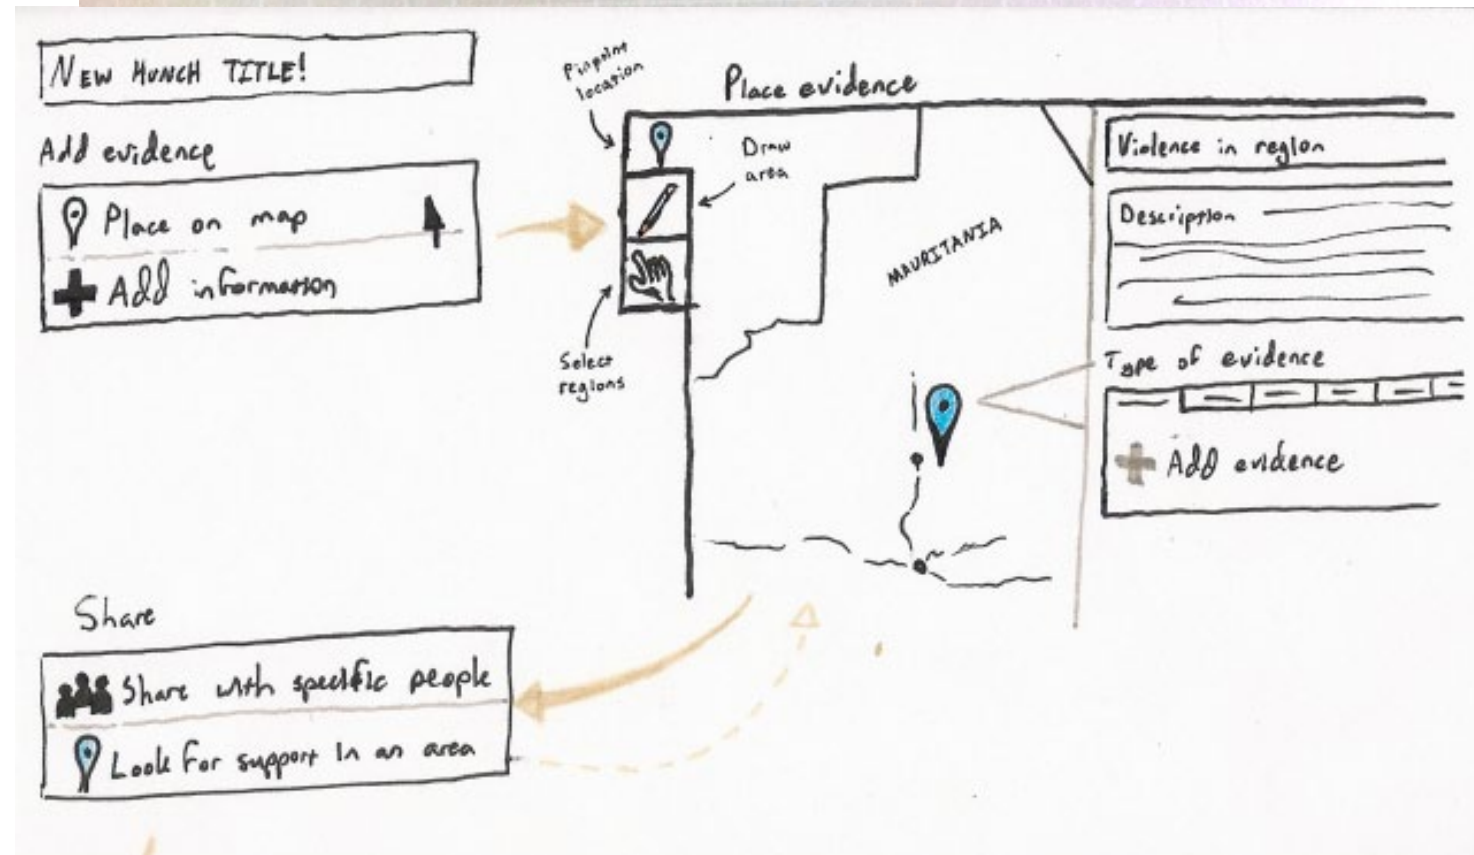 NEW HUNCH TITLE!
Add evidence
Place on map
Add information
Pinpoint
location
Place evidence
Draw
area
Select
regions
MAURITANIA
Violence in region
Description
Type of evidence
Add evidence
Share
Share with specific people
Look for support in an area